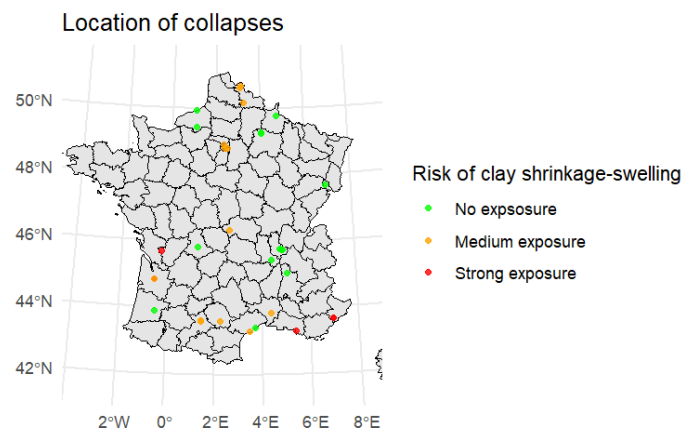 Location of collapses
50°N
48°N
46°N
44°N
42°N
2°W 0° 2°E 4°E 6°E 8°E
Risk of clay shrinkage-swelling
No expsosure
Medium exposure
Strong exposure